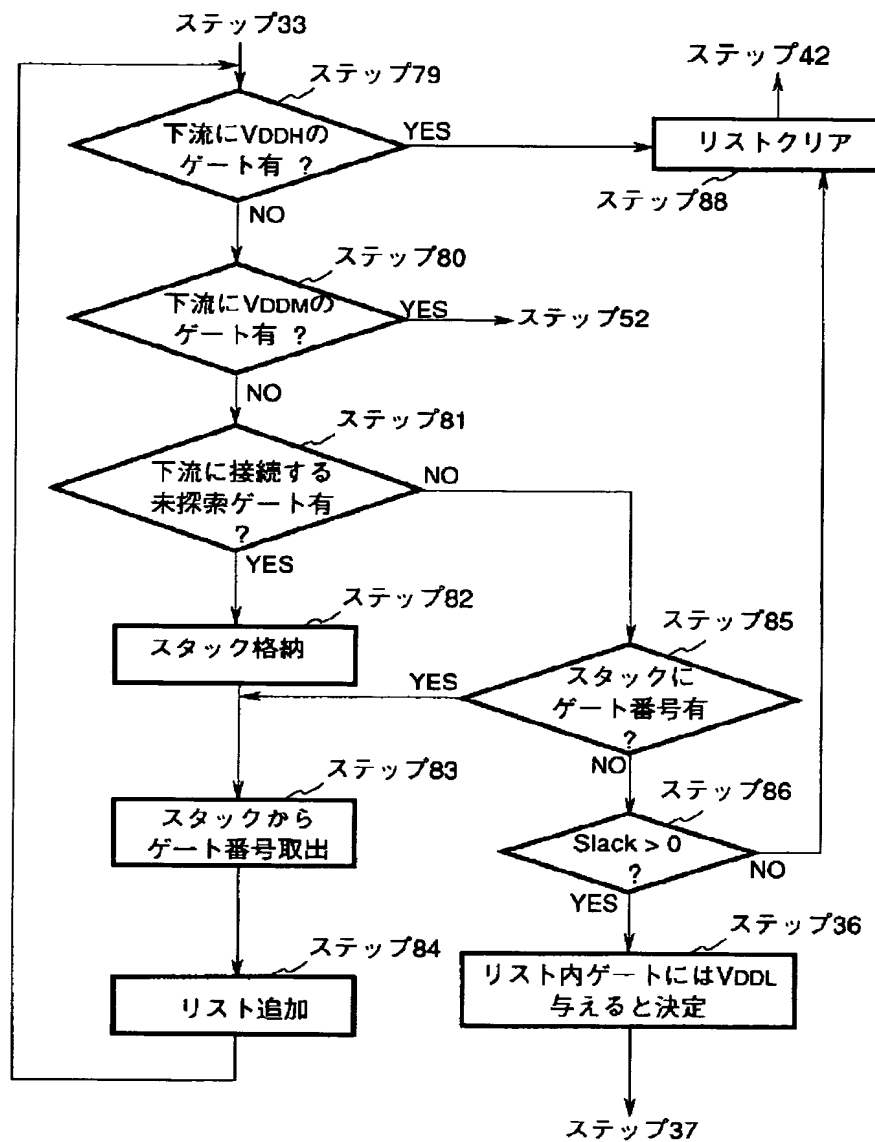 ステップ33
ステップ79
下流にVDDHの
ゲート有 ?
YES
NO
ステップ42
リストクリア
ステップ88
ステップ80
下流にVDDMの
ゲート有 ?
YES
ステップ52
NO
ステップ81
下流に接続する
未探索ゲート有
?
NO
YES
ステップ82
スタック格納
ステップ85
スタックに
ゲート番号有
?
YES
NO
ステップ83
スタックから
ゲート番号取出
ステップ86
Slack > 0
?
NO
YES
ステップ84
リスト追加
ステップ36
リスト内ゲートにはVDDL
与えると決定
ステップ37